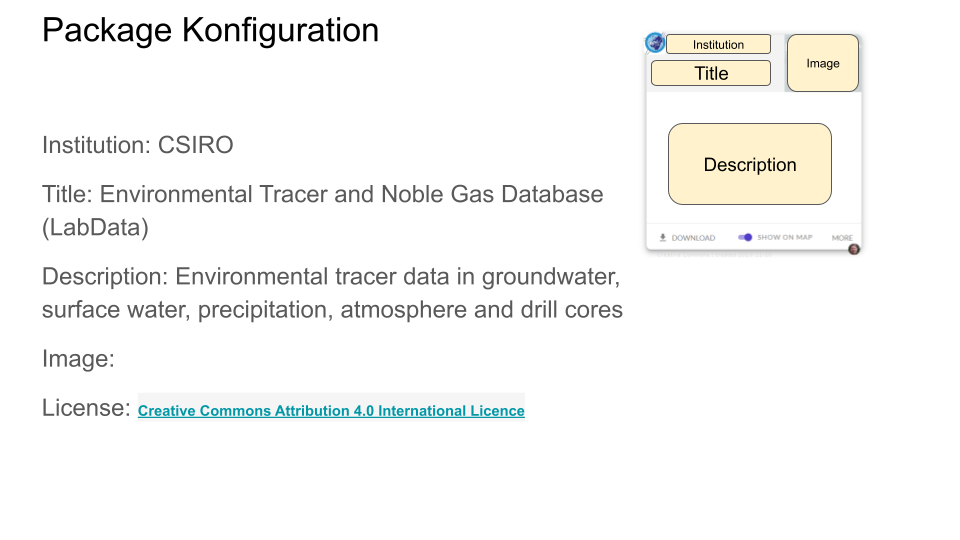 Package Konfiguration
Institution
Title
Image
Description
DOWNLOAD
SHOW ON MAP
MORE
Institution: CSIRO
Title: Environmental Tracer and Noble Gas Database
(LabData)
Description: Environmental tracer data in groundwater,
surface water, precipitation, atmosphere and drill cores
Image:
License: Creative Commons Attribution 4.0 International Licence